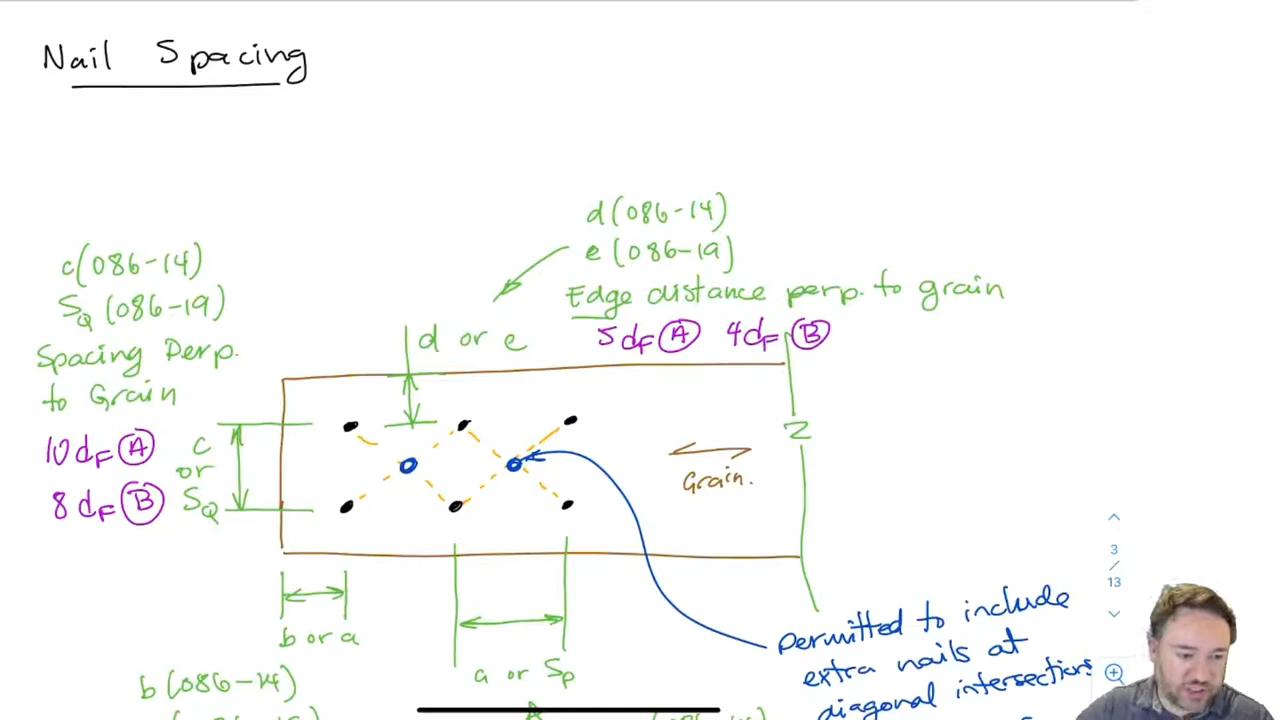 Nail Spacing
d(086-14)
e(086-19)
Edge distance perp. to grain
5dF A 4dF B
c(086-14)
SQ (086-19)
Spacing Perp.
to Grain
10dF A
8dF B
d or e
c
or
SQ
Grain.
b or a
a or Sp
b(086-14)
permitted to include
extra nails at
diagonal intersections
3
/
13